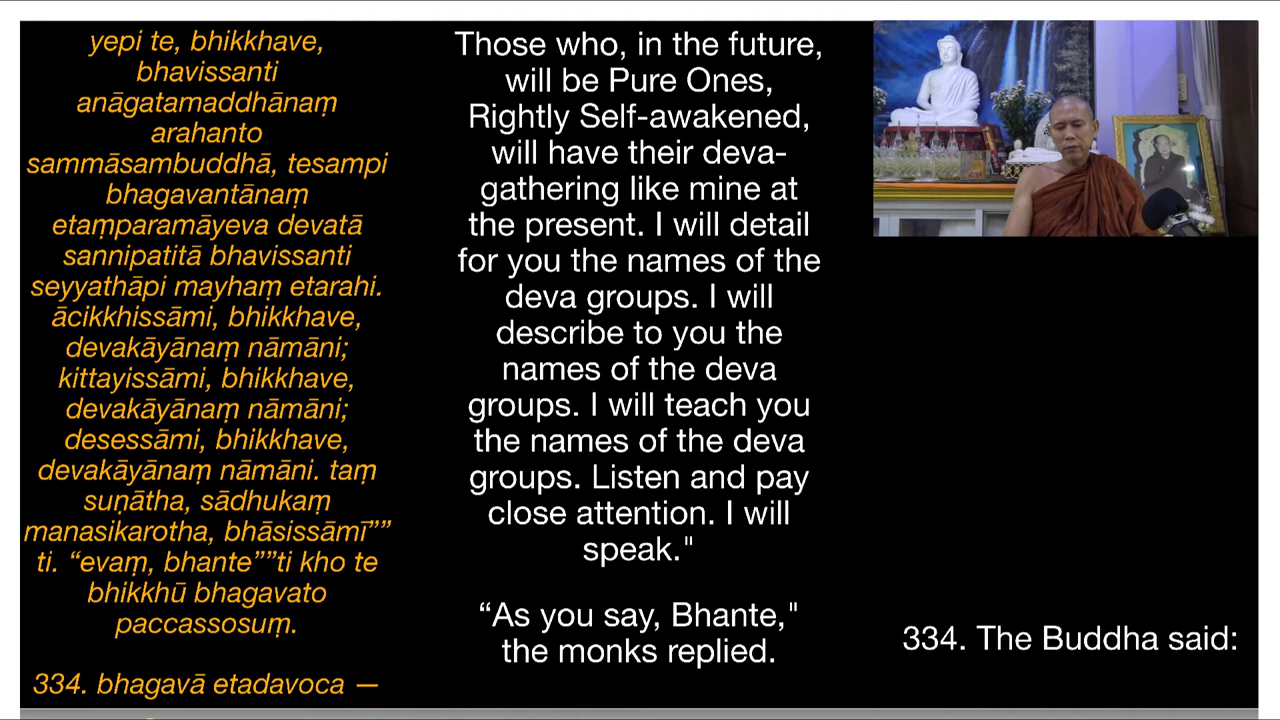 yepi te, bhikkhave,
bhavissanti
anāgatamaddhānaṃ
arahanto
sammāsambuddhā, tesampi
bhagavantānaṃ
etaṃparamāyeva devatā
sannipatitā bhavissanti
seyyathāpi mayhaṃ etarahi.
ācikkhissāmi, bhikkhave,
devakāyānaṃ nāmāni;
kittayissāmi, bhikkhave,
devakāyānaṃ nāmāni;
desessāmi, bhikkhave,
devakāyānaṃ nāmāni. taṃ
suṇātha, sādhukaṃ
manasikarotha, bhāsissāmī””
ti. “evaṃ, bhante””ti kho te
bhikkhū bhagavato
paccassosuṃ.
334. bhagavā etadavoca —
Those who, in the future,
will be Pure Ones,
Rightly Self-awakened,
will have their deva-
gathering like mine at
the present. I will detail
for you the names of the
deva groups. I will
describe to you the
names of the deva
groups. I will teach you
the names of the deva
groups. Listen and pay
close attention. I will
speak."
“As you say, Bhante,"
the monks replied.
334. The Buddha said: